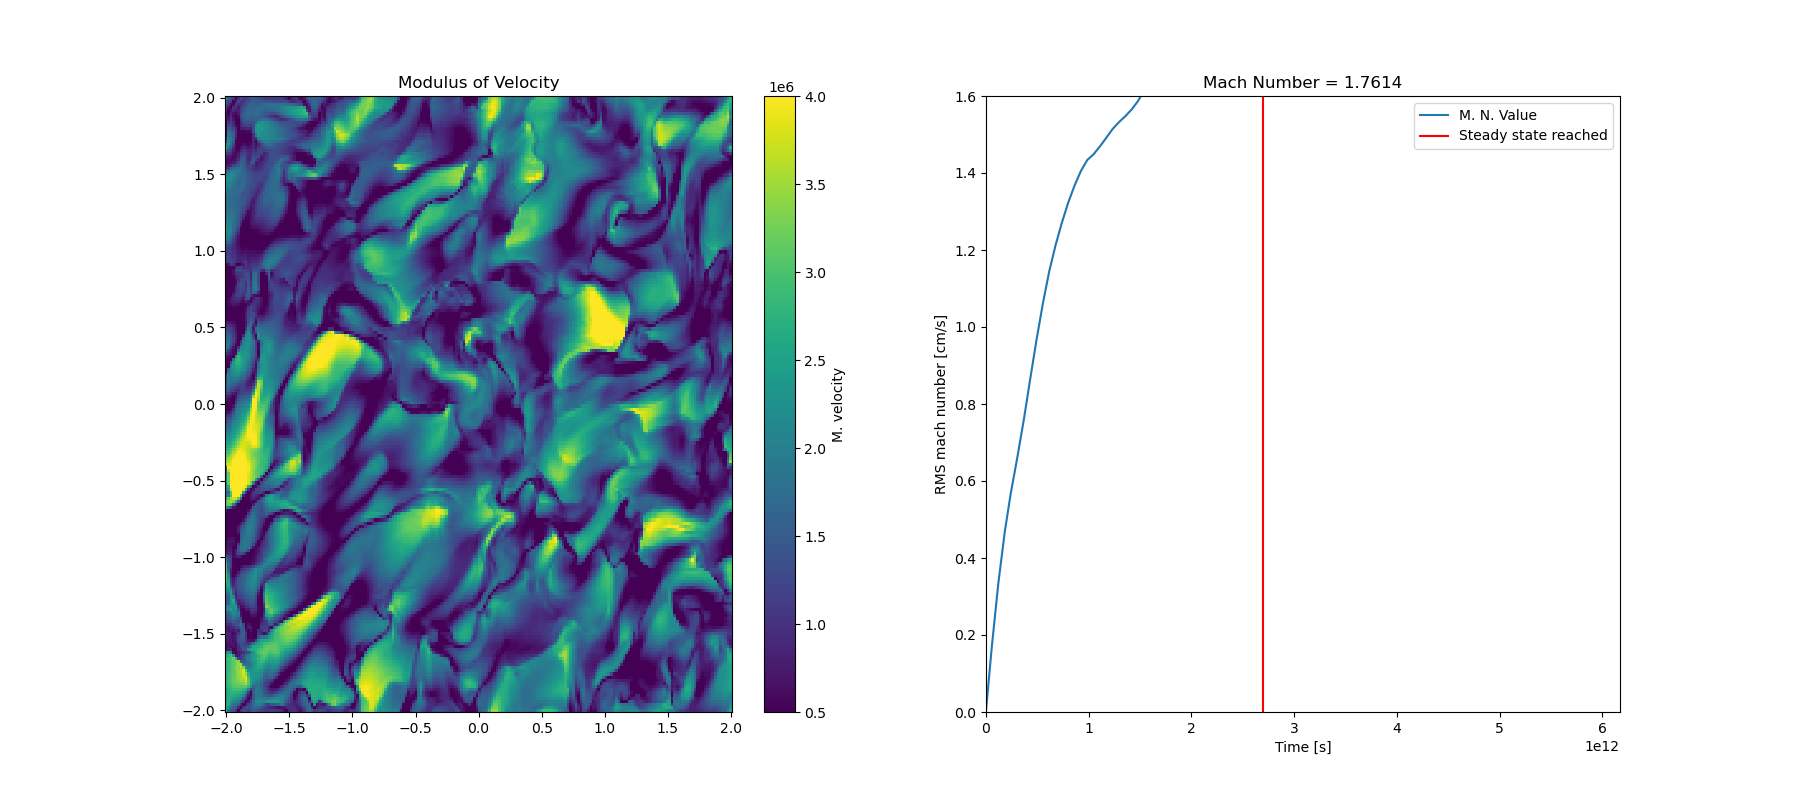 Modulus of Velocity
1e6
2.0
1.5
1.0
0.5
0.0
−0.5
−1.0
−1.5
−2.0
−2.0 −1.5 −1.0 −0.5 0.0 0.5 1.0 1.5 2.0
4.0
3.5
3.0
2.5
2.0
1.5
1.0
0.5
M. velocity
Mach Number = 1.7614
M. N. Value
Steady state reached
1.6
1.4
1.2
1.0
0.8
0.6
0.4
0.2
0.0
RMS mach number [cm/s]
0 1 2 3 4 5 6
Time [s]
1e12